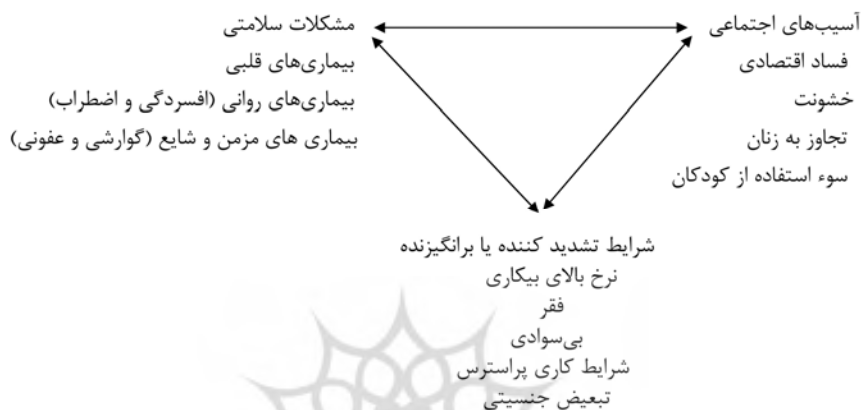 آسیب‌های اجتماعی
فساد اقتصادی
خشونت
تجاوز به زنان
سوء استفاده از کودکان
مشکلات سلامتی
بیماری‌های قلبی
بیماری‌های روانی (افسردگی و اضطراب)
بیماری های مزمن و شایع (گوارشی و عفونی)
شرایط تشدید کننده یا برانگیزنده
نرخ بالای بیکاری
فقر
بی‌سوادی
شرایط کاری پراسترس
تبعیض جنسیتی